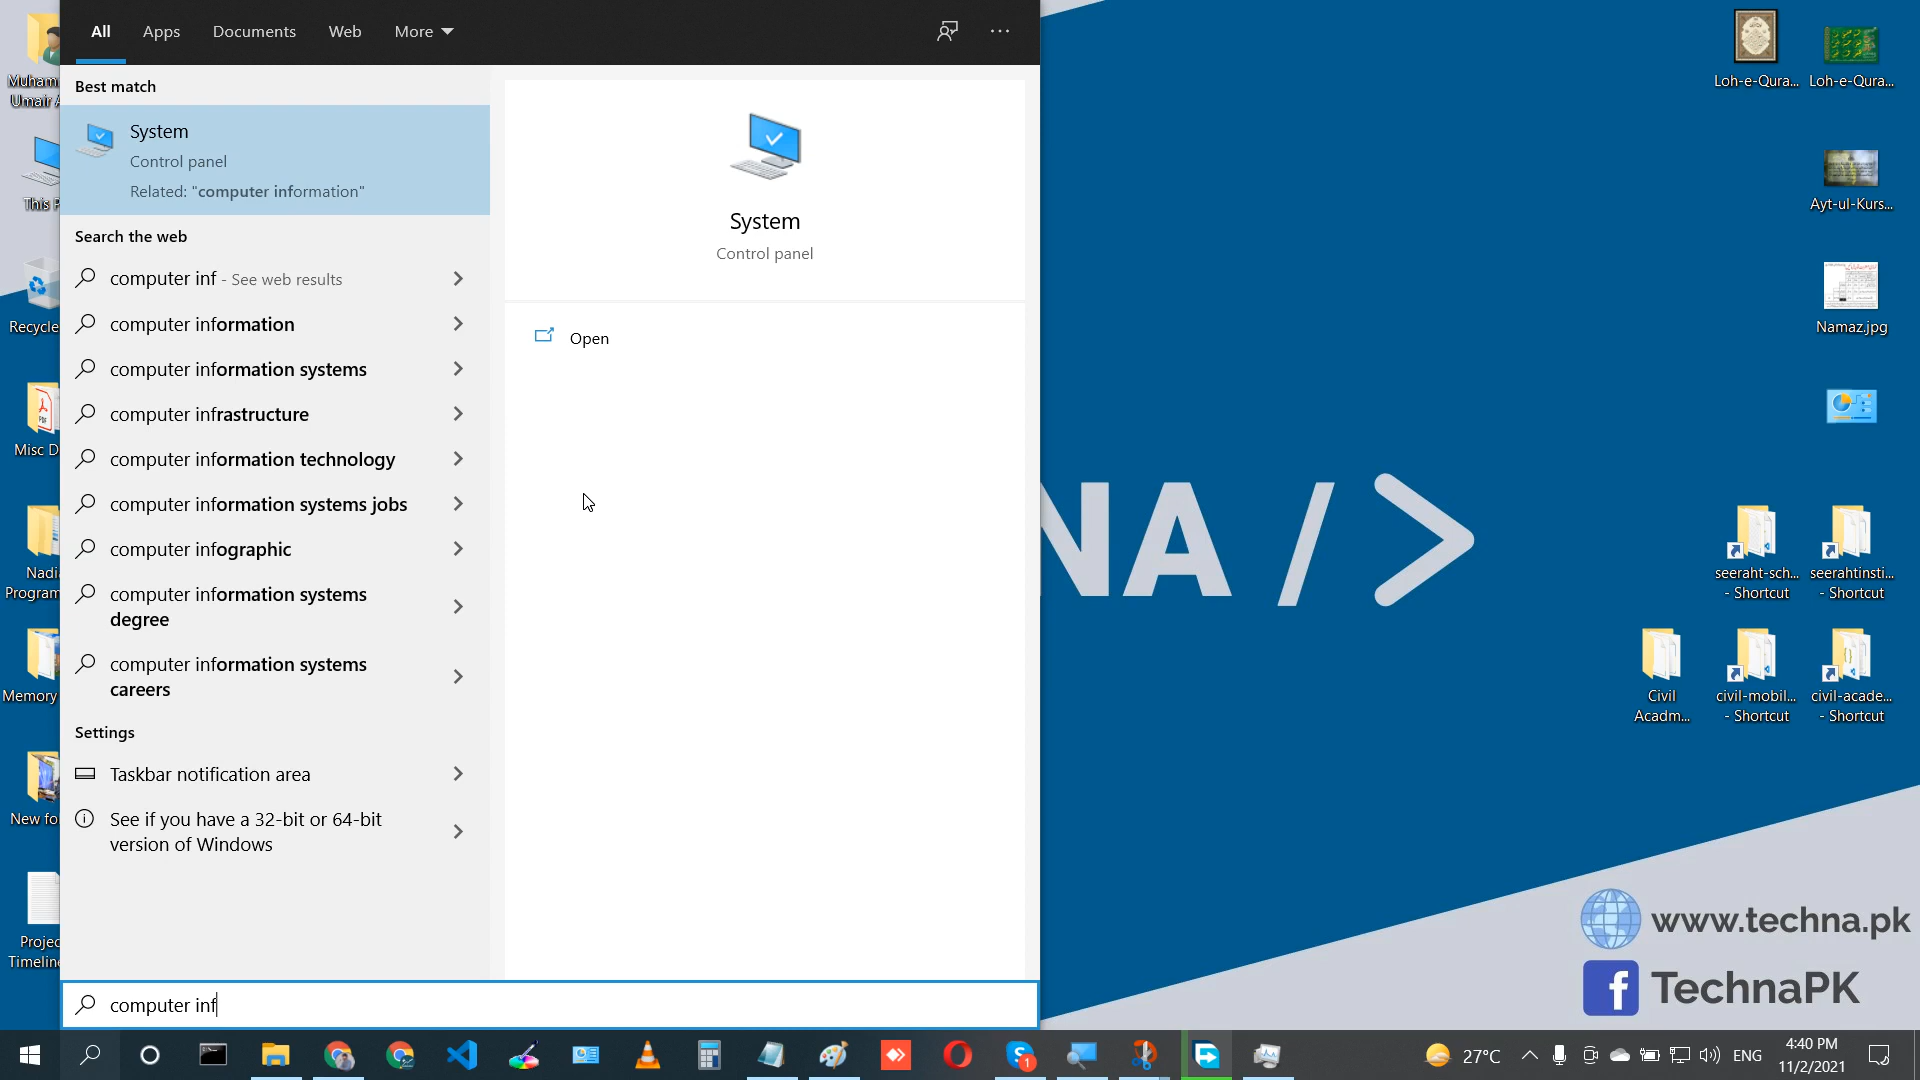 All
Apps
Documents
Web
More
Best match
System
Control panel
Related: "computer information"
Search the web
computer inf - See web results
computer information
computer information systems
computer infrastructure
computer information technology
computer information systems jobs
computer infographic
computer information systems
degree
computer information systems
careers
Settings
Taskbar notification area
See if you have a 32-bit or 64-bit
version of Windows
computer inf
System
Control panel
Open
Muham
Umair A
This P
Recycle
Misc D
Nadi
Program
Memory
New fo
Projec
Timeline
NA />
Loh-e-Qura...
Loh-e-Qura...
Ayt-ul-Kurs...
Namaz.jpg
seeraht-sch...
- Shortcut
seerahtinsti...
- Shortcut
Civil
Acadm...
civil-mobil...
- Shortcut
civil-acade...
- Shortcut
www.techna.pk
TechnaPK
1
27°C
ENG
4:40 PM
11/2/2021